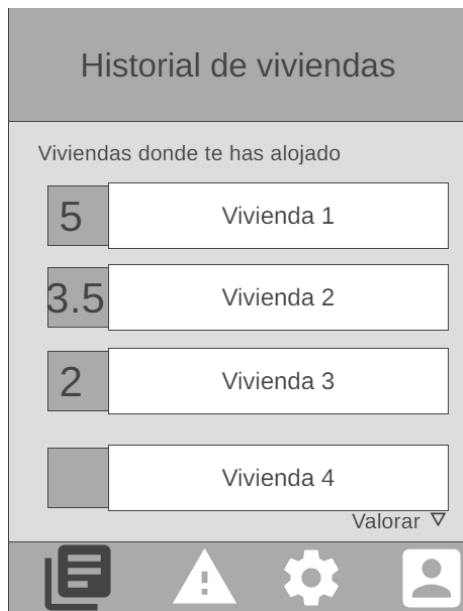 Historial de viviendas
Viviendas donde te has alojado
5 Vivienda 1
3.5 Vivienda 2
2 Vivienda 3
Vivienda 4
Valorar